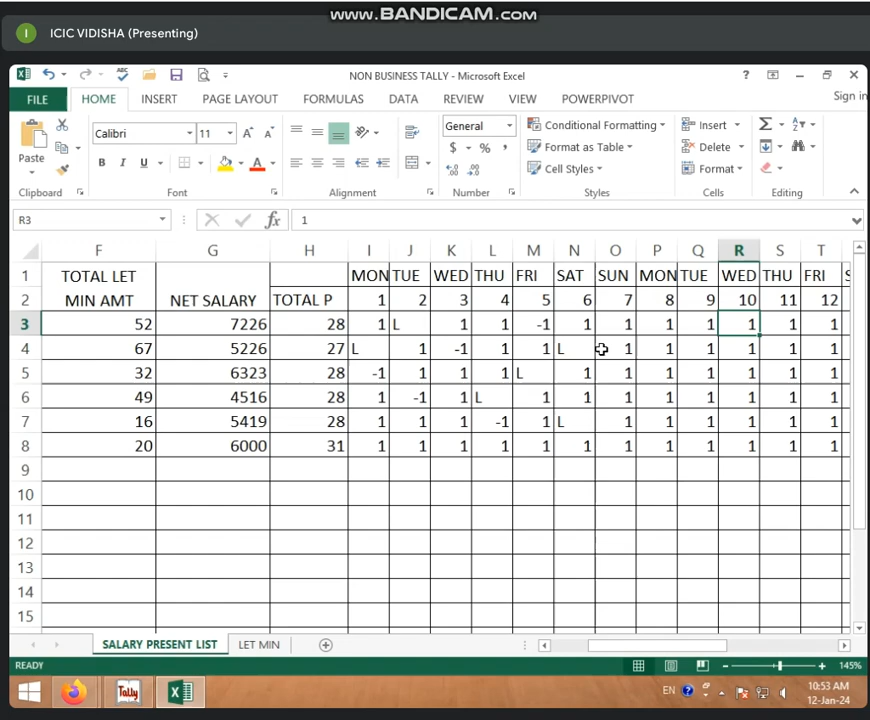 WWW.BANDICAM.COM
I ICIC VIDISHA (Presenting)
NON BUSINESS TALLY - Microsoft Excel
FILE HOME INSERT PAGE LAYOUT FORMULAS DATA REVIEW VIEW POWERPIVOT Sign in
Paste Calibri 11 B I U A General $ % , Conditional Formatting Format as Table Cell Styles Insert Delete Format
Clipboard Font Alignment Number Styles Cells Editing
R3 fx 1
F G H I J K L M N O P Q R S T
1 TOTAL LET MON TUE WED THU FRI SAT SUN MON TUE WED THU FRI S
2 MIN AMT NET SALARY TOTAL P 1 2 3 4 5 6 7 8 9 10 11 12
3 52 7226 28 1 L 1 1 -1 1 1 1 1 1 1 1
4 67 5226 27 L 1 -1 1 1 L 1 1 1 1 1 1
5 32 6323 28 -1 1 1 1 L 1 1 1 1 1 1 1
6 49 4516 28 1 -1 1 L 1 1 1 1 1 1 1 1
7 16 5419 28 1 1 1 -1 1 L 1 1 1 1 1 1
8 20 6000 31 1 1 1 1 1 1 1 1 1 1 1 1
9
10
11
12
13
14
15
SALARY PRESENT LIST LET MIN
READY 145%
Tally EN 10:53 AM
12-Jan-24